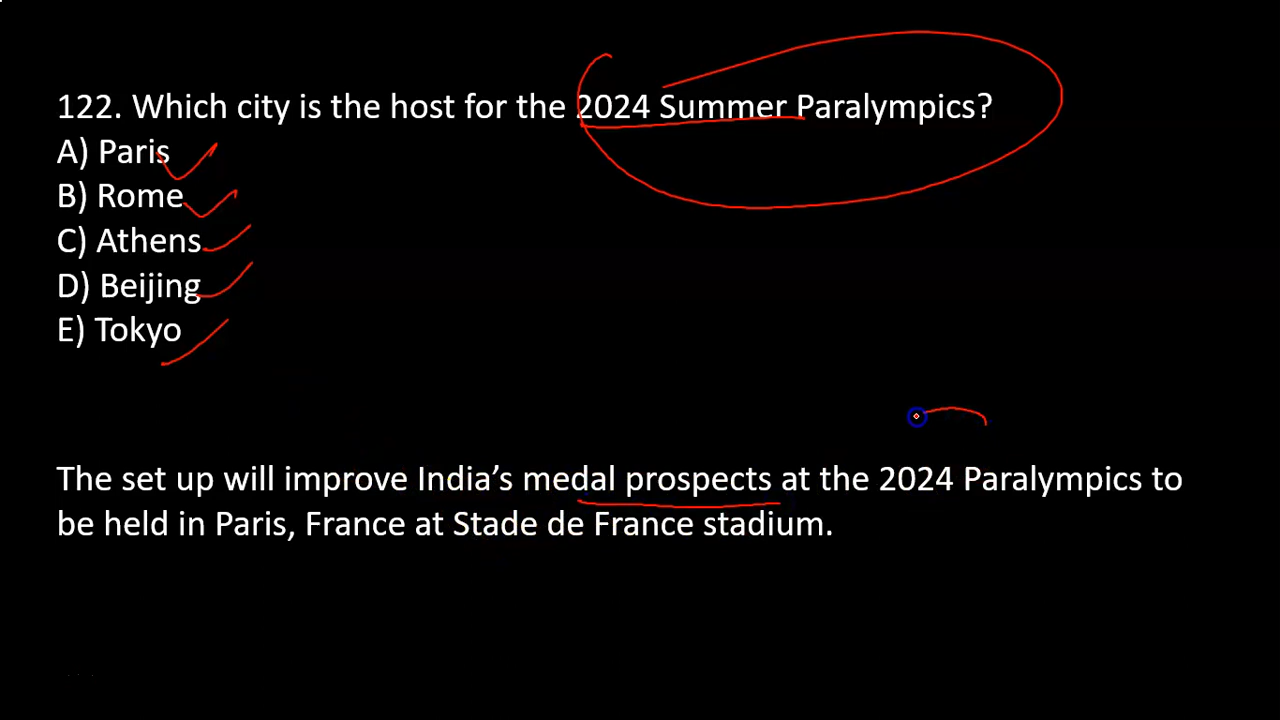 122. Which city is the host for the 2024 Summer Paralympics?
A) Paris
B) Rome
C) Athens
D) Beijing
E) Tokyo
The set up will improve India’s medal prospects at the 2024 Paralympics to
be held in Paris, France at Stade de France stadium.